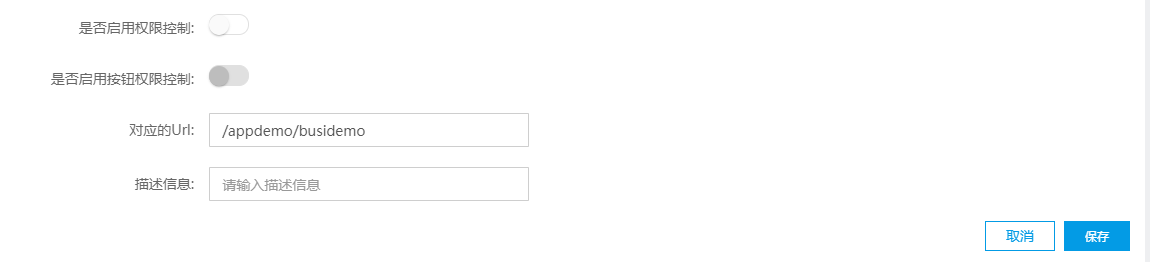 是否启用权限控制:
是否启用按钮权限控制:
对应的Url: /appdemo/busidemo
描述信息: 请输入描述信息
取消 保存